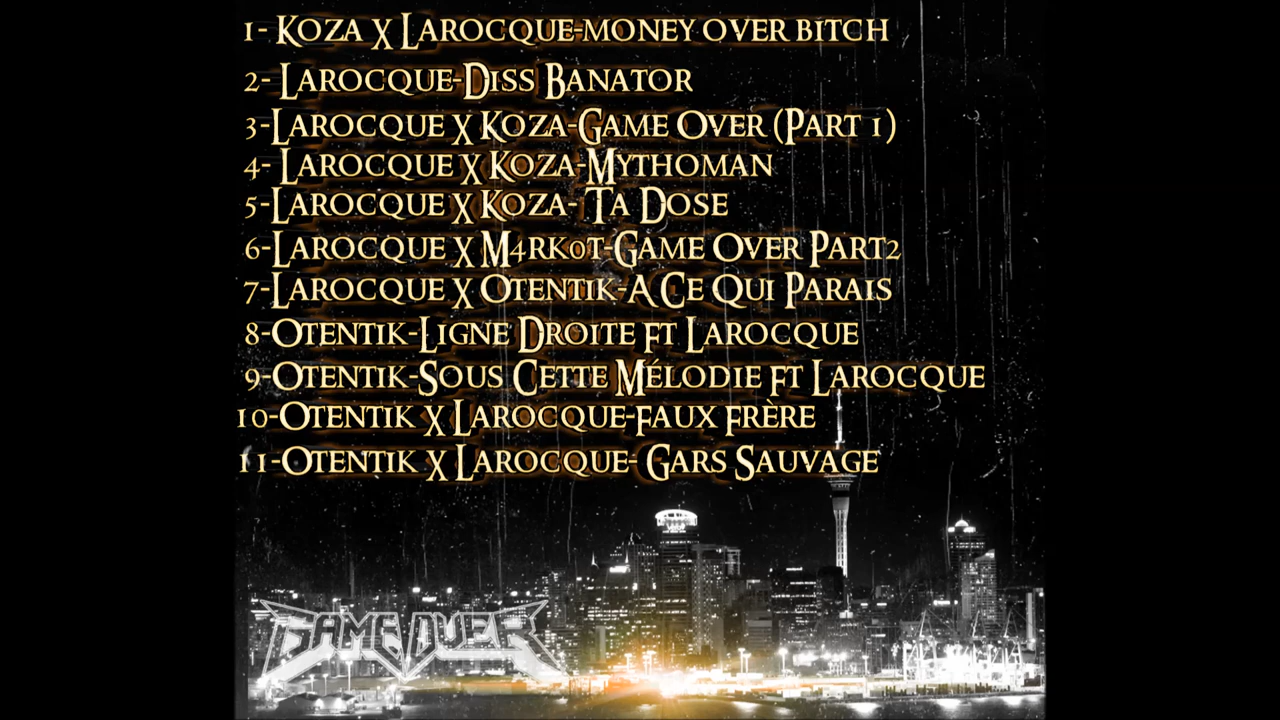 1- Koza x Larocque-money over bitch
2- Larocque-Diss Banator
3-Larocque x Koza-Game Over (Part 1)
4- Larocque x Koza-Mythoman
5-Larocque x Koza- Ta Dose
6-Larocque x M4rk0t-Game Over Part2
7-Larocque x Otentik-A Ce Qui Parais
8-Otentik-Ligne Droite ft Larocque
9-Otentik-Sous Cette Mélodie ft Larocque
10-Otentik x Larocque-faux frère
11-Otentik x Larocque- Gars Sauvage
GAME OVER